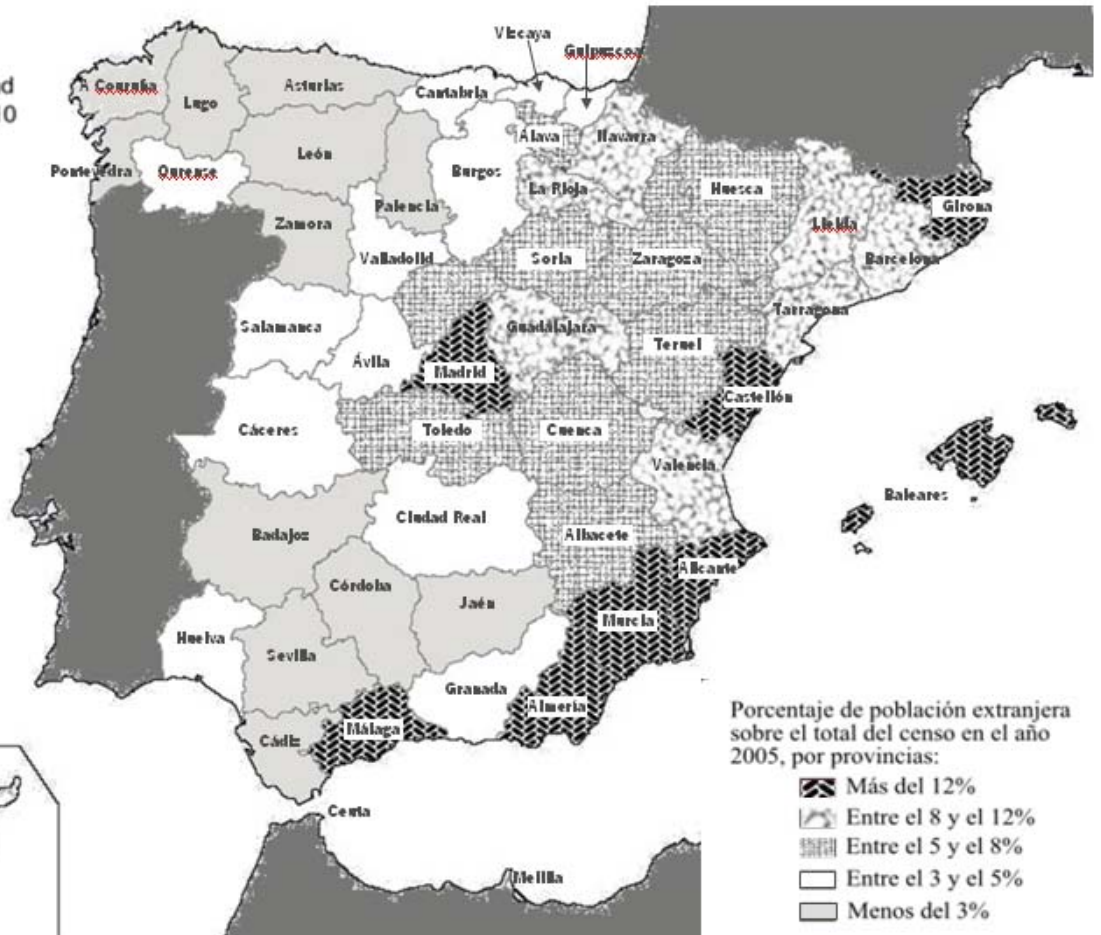 d
10
Vizcaya
Guipuzcoa
A Couruña
Lugo
Asturias
Cantabria
Álava
Navarra
Pontevedra
Ourense
León
Palencia
Burgos
La Rioja
Huesca
Lleida
Girona
Zamora
Valladolid
Soria
Zaragoza
Barcelona
Tarragona
Salamanca
Ávila
Madrid
Guadalajara
Teruel
Castellón
Cáceres
Toledo
Cuenca
Valencia
Baleares
Badajoz
Ciudad Real
Albacete
Alicante
Córdoba
Jaén
Murcia
Huelva
Sevilla
Granada
Almería
Málaga
Cádiz
Ceuta
Melilla
Porcentaje de población extranjera
sobre el total del censo en el año
2005, por provincias:
Más del 12%
Entre el 8 y el 12%
Entre el 5 y el 8%
Entre el 3 y el 5%
Menos del 3%